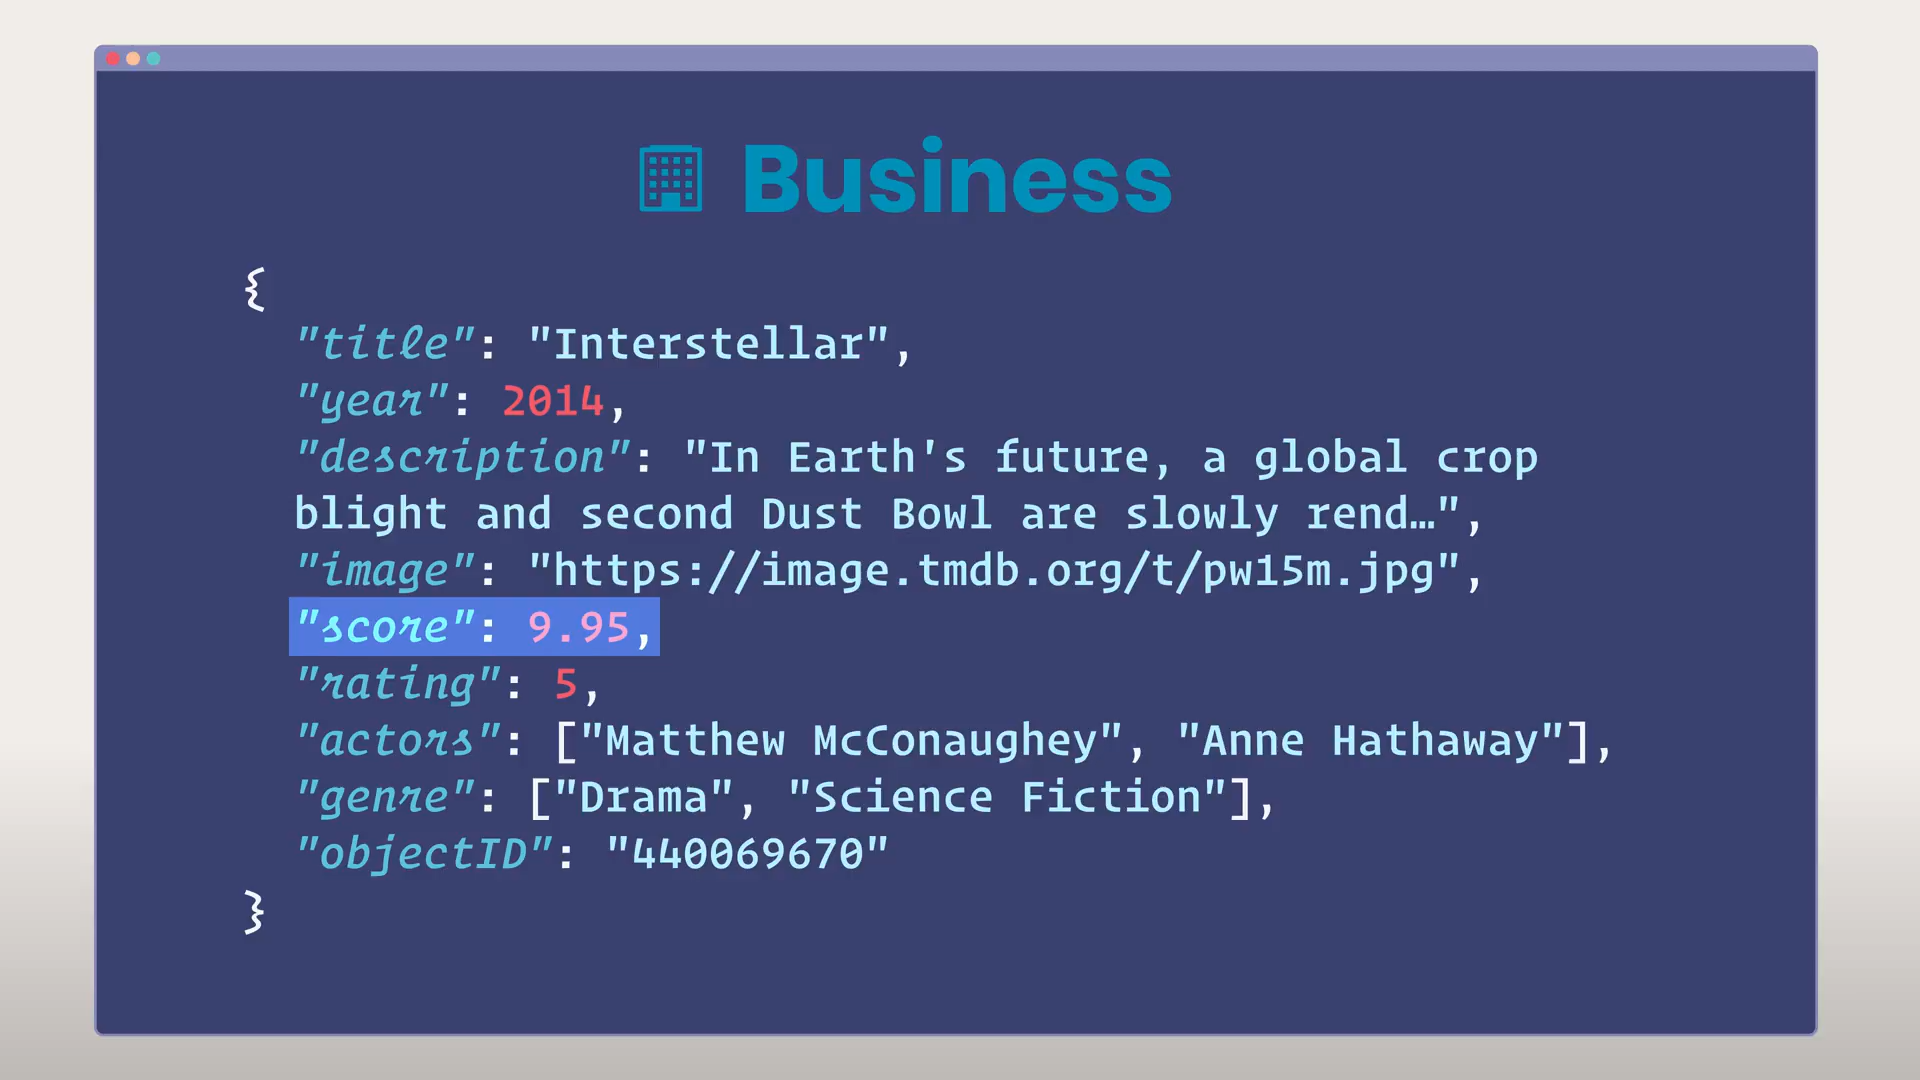 Business
{
"title": "Interstellar",
"year": 2014,
"description": "In Earth's future, a global crop
blight and second Dust Bowl are slowly rend…",
"image": "https://image.tmdb.org/t/pw15m.jpg",
"score": 9.95,
"rating": 5,
"actors": ["Matthew McConaughey", "Anne Hathaway"],
"genre": ["Drama", "Science Fiction"],
"objectID": "440069670"
}